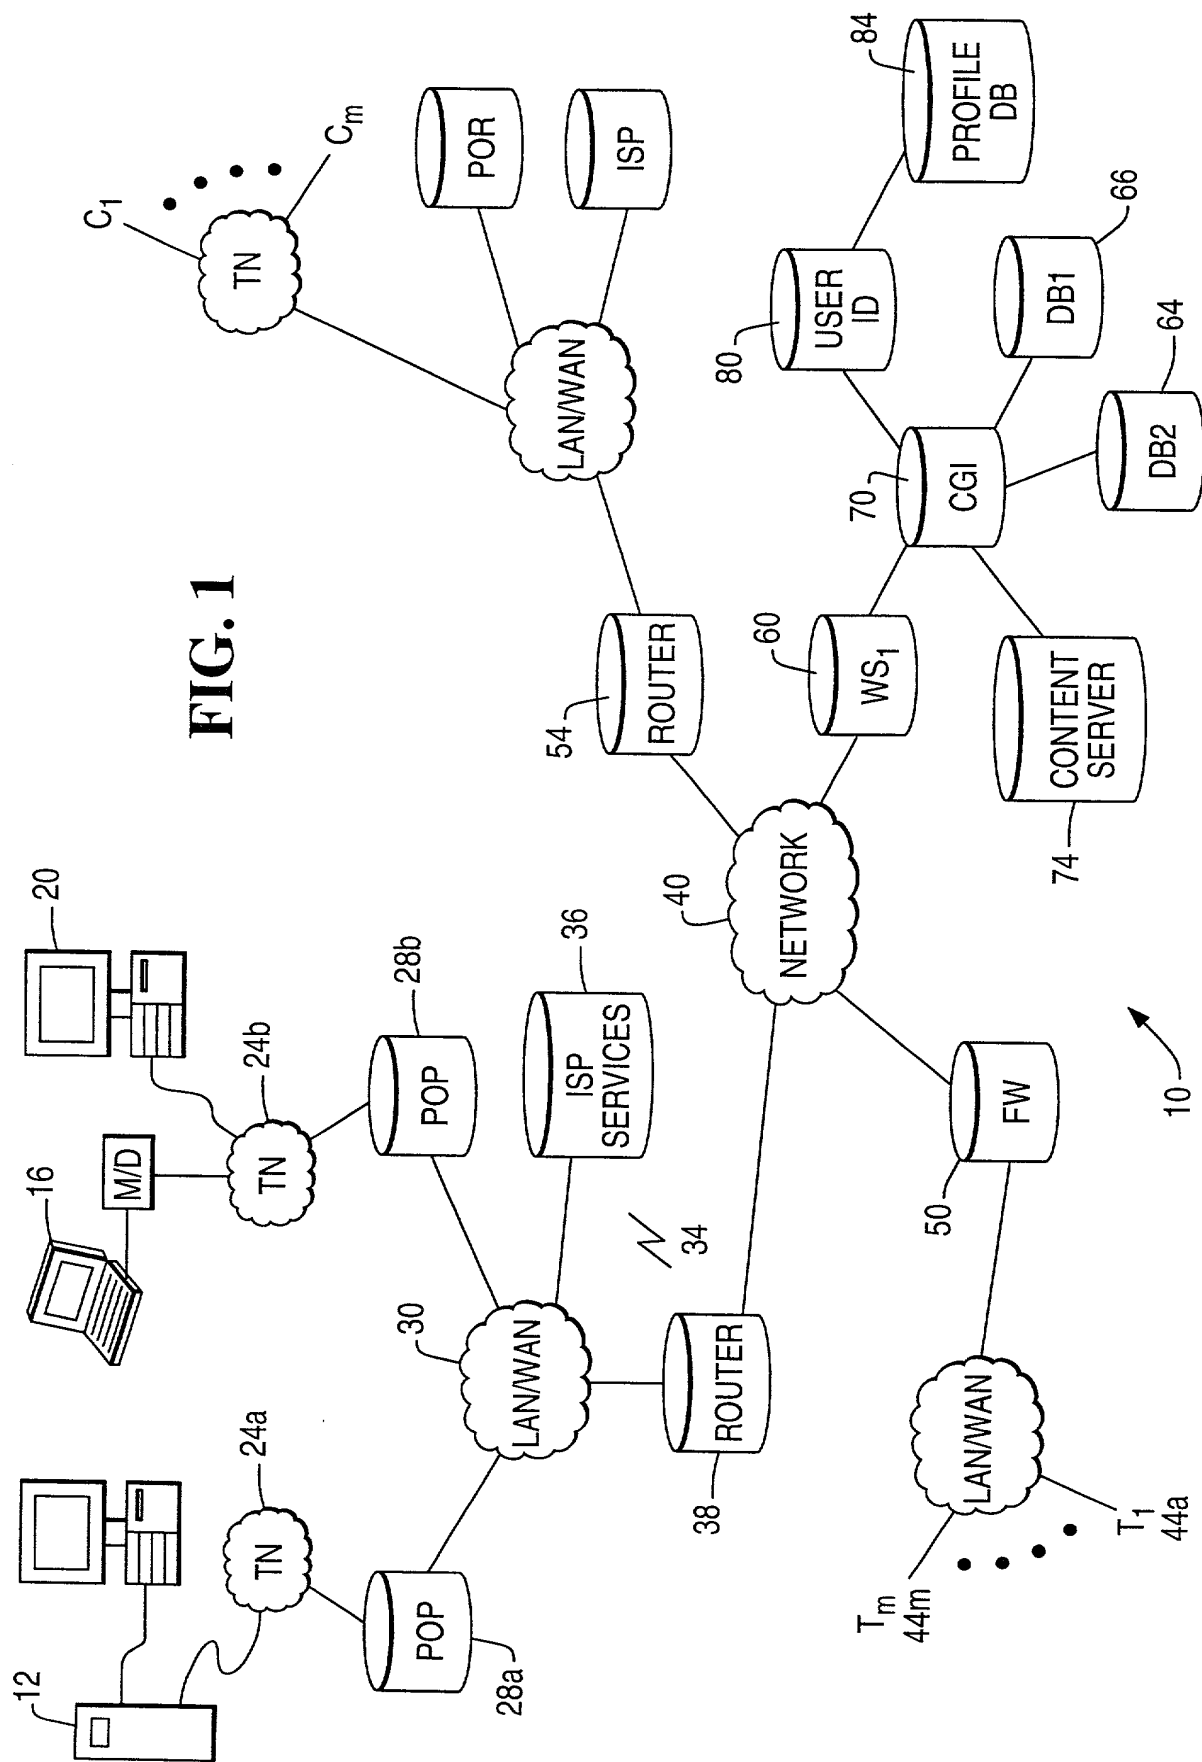 FIG. 1
12
16
20
M/D
24a
TN
24b
TN
28a
POP
28b
POP
30
LAN/WAN
36
ISP
SERVICES
34
38
ROUTER
40
NETWORK
54
ROUTER
LAN/WAN
TN
C1
Cm
POR
ISP
60
WS1
70
CGI
74
CONTENT
SERVER
80
USER
ID
84
PROFILE
DB
DB1
66
DB2
64
50
FW
LAN/WAN
Tm
44m
T1
44a
10